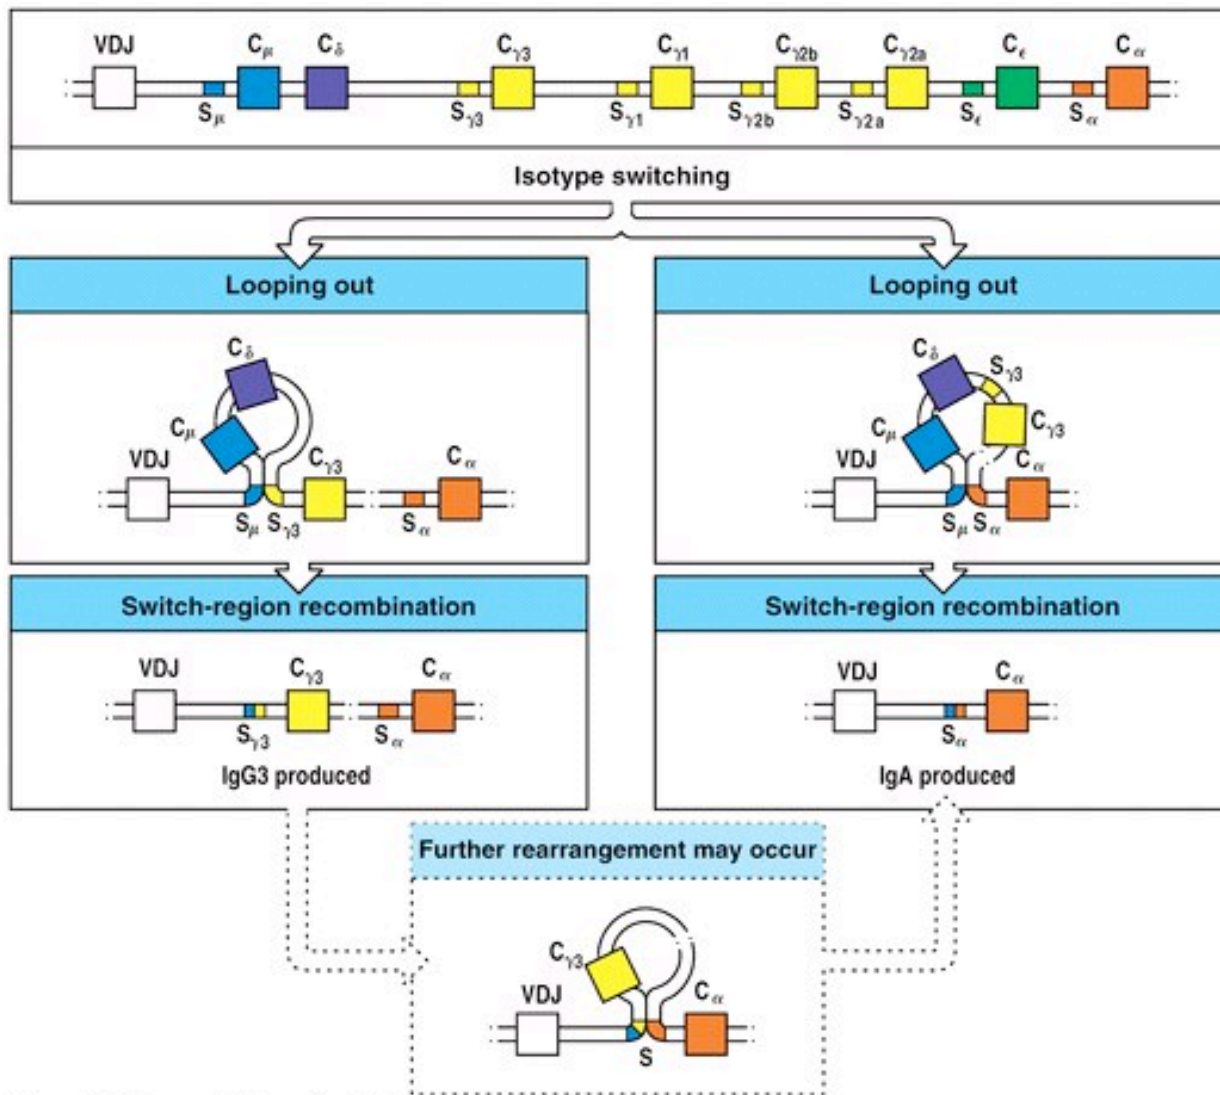 VDJ Cμ Cδ Cγ3 Cγ1 Cγ2b Cγ2a Cε Cα
Sμ Sγ3 Sγ1 Sγ2b Sγ2a Sε Sα
Isotype switching
Looping out
Cδ
Cμ
VDJ Cγ3 Cα
Sμ Sγ3 Sα
Switch-region recombination
VDJ Cγ3 Cα
Sγ3 Sα
IgG3 produced
Looping out
Cδ Sγ3
Cμ Cγ3
VDJ Cα
Sμ Sα
Switch-region recombination
VDJ Cα
Sα
IgA produced
Further rearrangement may occur
Cγ3
VDJ Cα
S